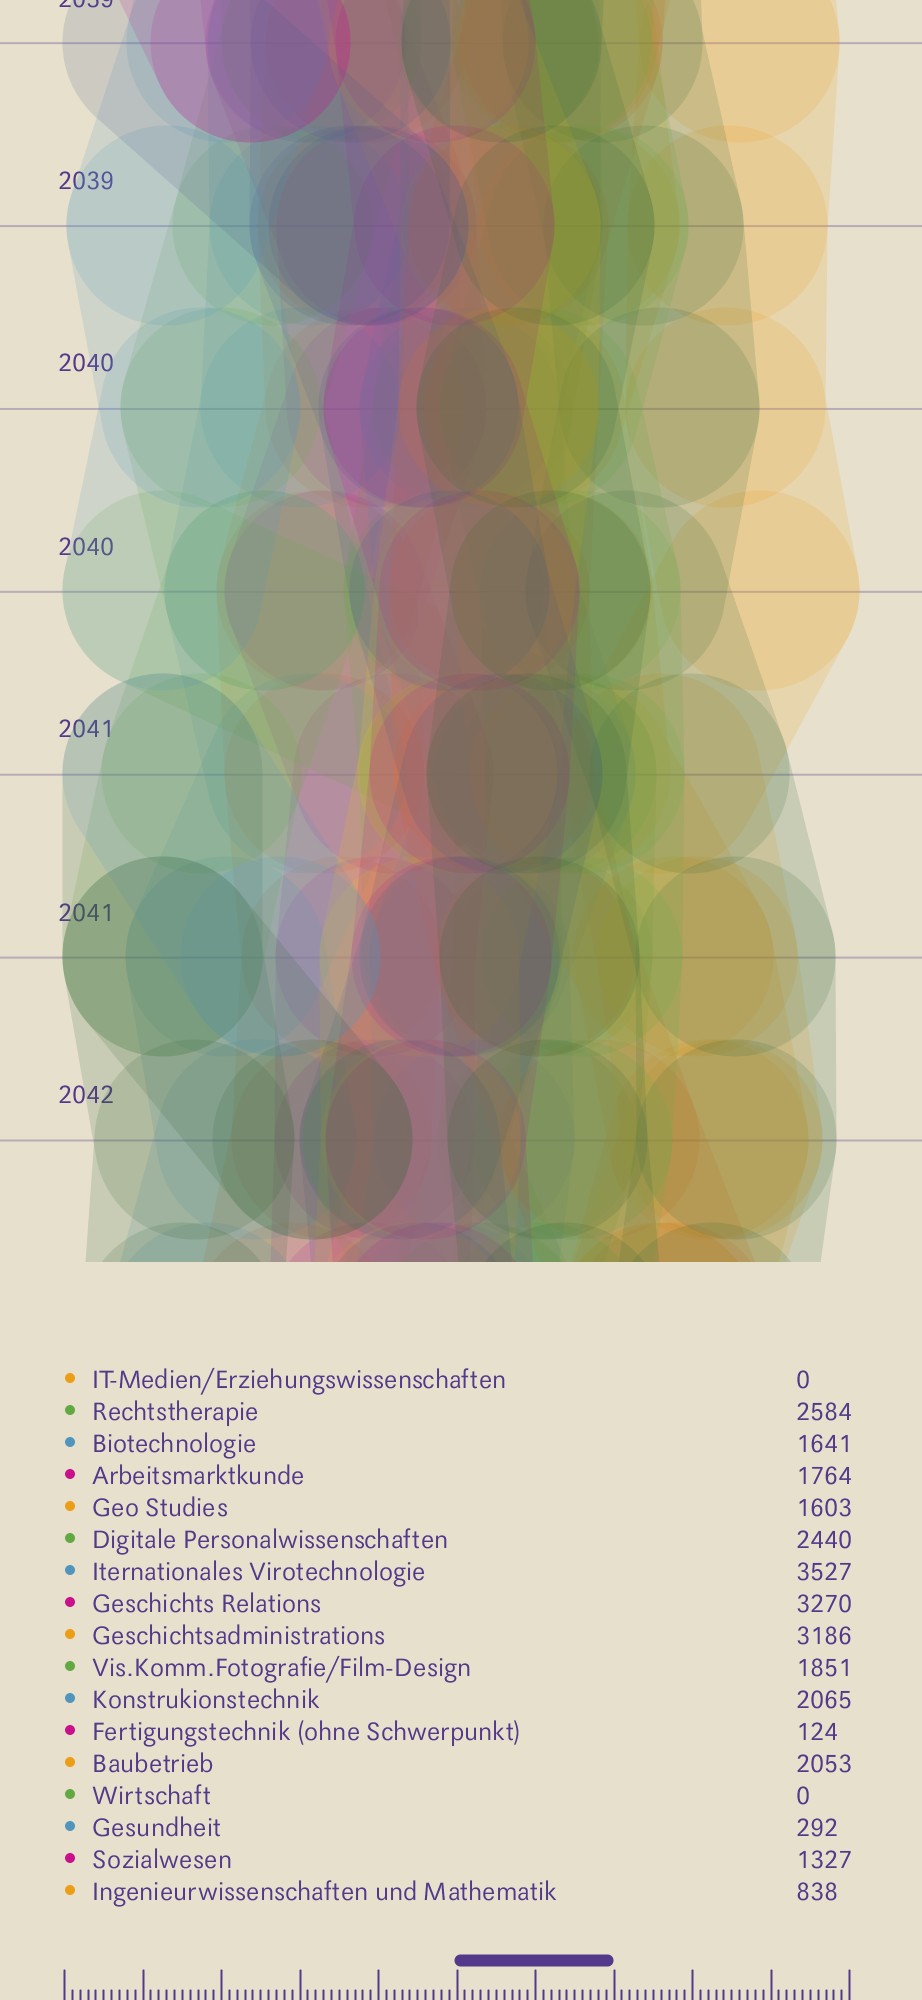 2039
2039
2040
2040
2041
2041
2042
IT-Medien/Erziehungswissenschaften 0
Rechtstherapie 2584
Biotechnologie 1641
Arbeitsmarktkunde 1764
Geo Studies 1603
Digitale Personalwissenschaften 2440
Iternationales Virotechnologie 3527
Geschichts Relations 3270
Geschichtsadministrations 3186
Vis.Komm.Fotografie/Film-Design 1851
Konstrukionstechnik 2065
Fertigungstechnik (ohne Schwerpunkt) 124
Baubetrieb 2053
Wirtschaft 0
Gesundheit 292
Sozialwesen 1327
Ingenieurwissenschaften und Mathematik 838